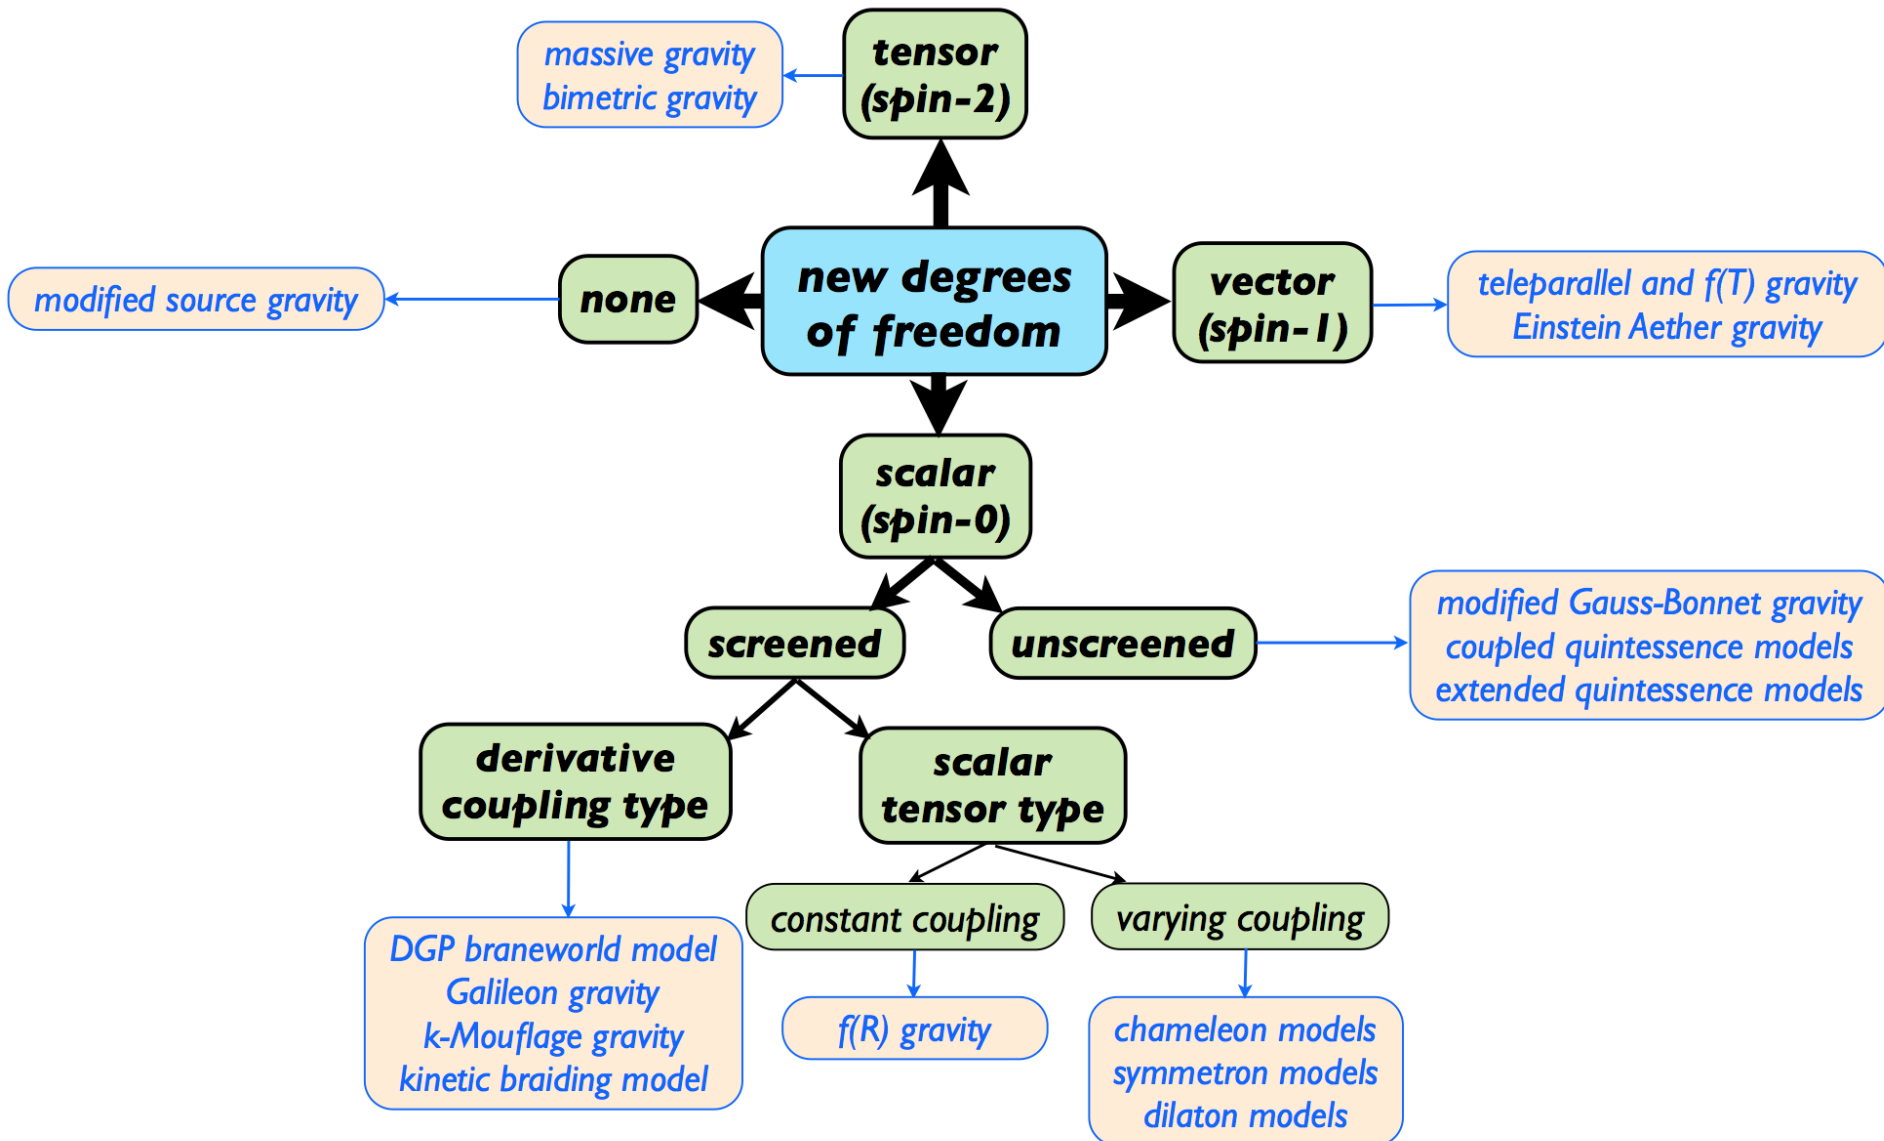 massive gravity
bimetric gravity
tensor
(spin-2)
modified source gravity
none
new degrees
of freedom
vector
(spin-1)
teleparallel and f(T) gravity
Einstein Aether gravity
scalar
(spin-0)
screened
unscreened
modified Gauss-Bonnet gravity
coupled quintessence models
extended quintessence models
derivative
coupling type
scalar
tensor type
constant coupling
varying coupling
DGP braneworld model
Galileon gravity
k-Mouflage gravity
kinetic braiding model
f(R) gravity
chameleon models
symmetron models
dilaton models